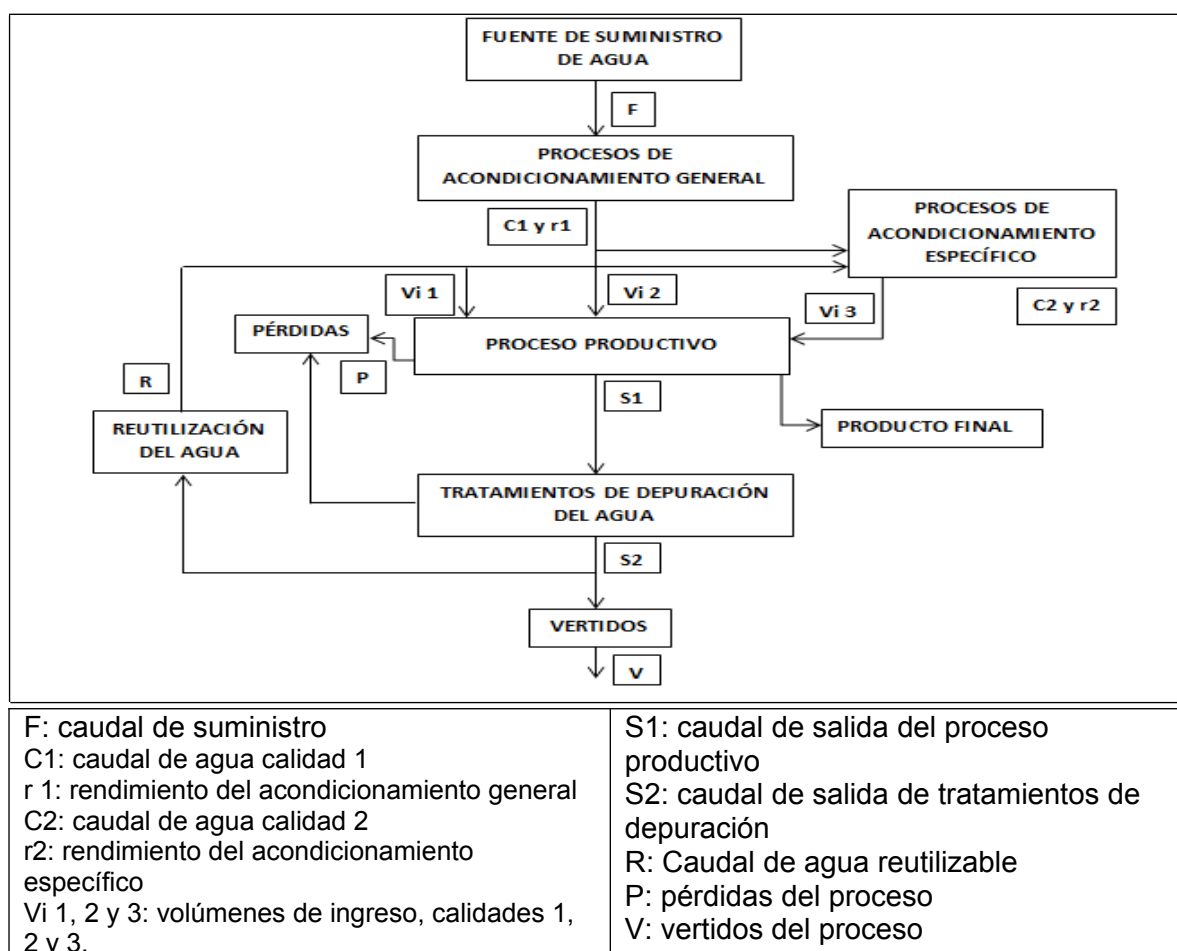 FUENTE DE SUMINISTRO
DE AGUA
F
PROCESOS DE
ACONDICIONAMIENTO GENERAL
C1 y r1
PROCESOS DE
ACONDICIONAMIENTO
ESPECÍFICO
Vi 1
Vi 2
Vi 3
C2 y r2
PÉRDIDAS
PROCESO PRODUCTIVO
R
P
S1
REUTILIZACIÓN
DEL AGUA
PRODUCTO FINAL
TRATAMIENTOS DE DEPURACIÓN
DEL AGUA
S2
VERTIDOS
V
F: caudal de suministro
C1: caudal de agua calidad 1
r 1: rendimiento del acondicionamiento general
C2: caudal de agua calidad 2
r2: rendimiento del acondicionamiento
específico
Vi 1, 2 y 3: volúmenes de ingreso, calidades 1,
2 y 3.
S1: caudal de salida del proceso
productivo
S2: caudal de salida de tratamientos de
depuración
R: Caudal de agua reutilizable
P: pérdidas del proceso
V: vertidos del proceso